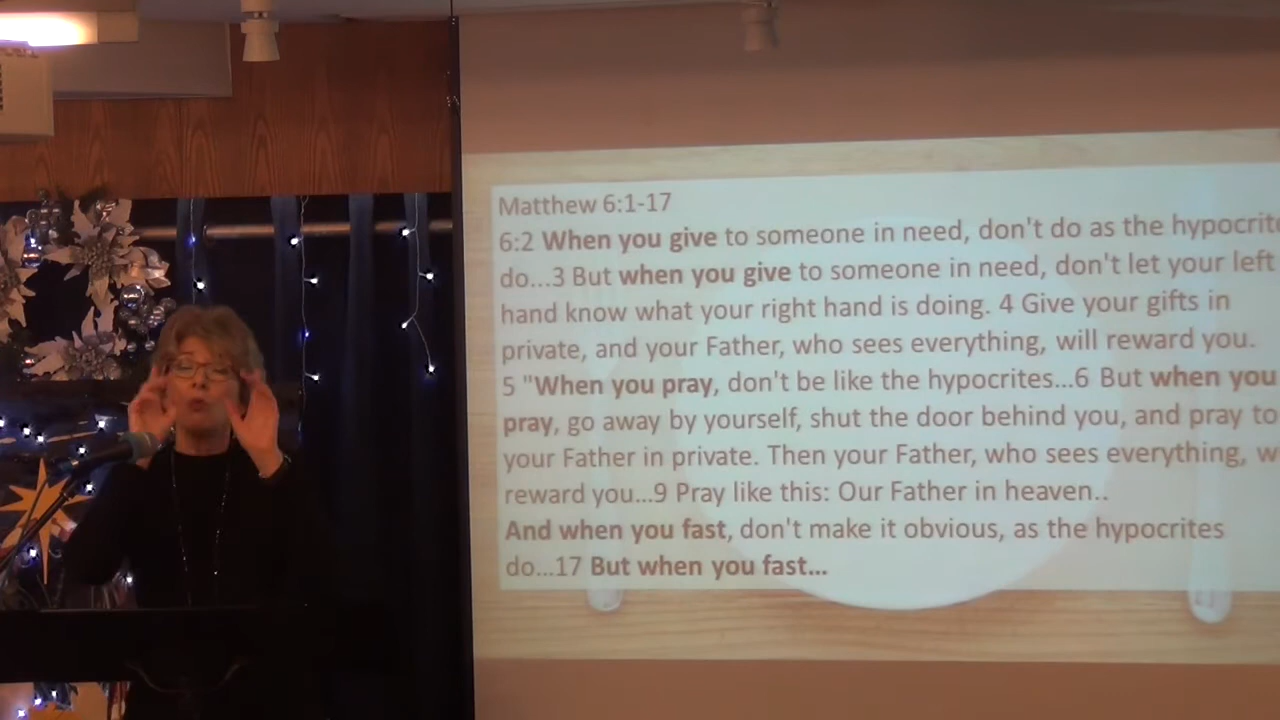 Matthew 6:1-17
6:2 When you give to someone in need, don't do as the hypocrite
do...3 But when you give to someone in need, don't let your left
hand know what your right hand is doing. 4 Give your gifts in
private, and your Father, who sees everything, will reward you.
5 "When you pray, don't be like the hypocrites...6 But when you
pray, go away by yourself, shut the door behind you, and pray to
your Father in private. Then your Father, who sees everything, w
reward you...9 Pray like this: Our Father in heaven..
And when you fast, don't make it obvious, as the hypocrites
do...17 But when you fast...